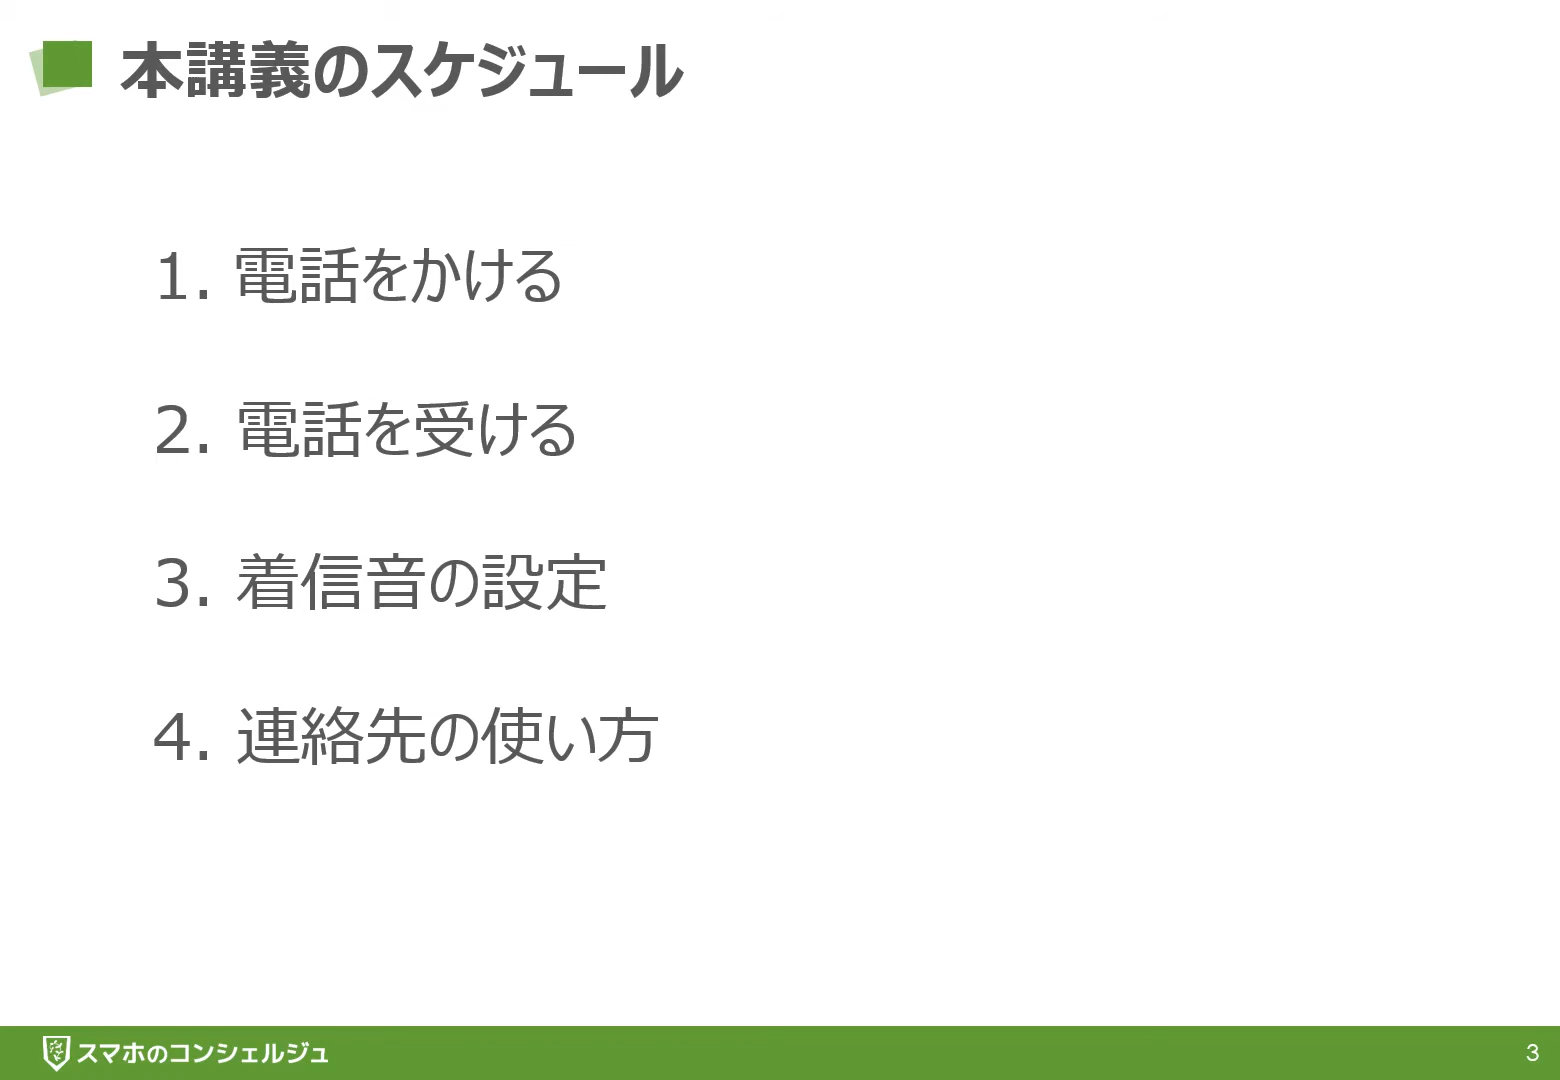 本講義のスケジュール
1. 電話をかける
2. 電話を受ける
3. 着信音の設定
4. 連絡先の使い方
スマホのコンシェルジュ
3